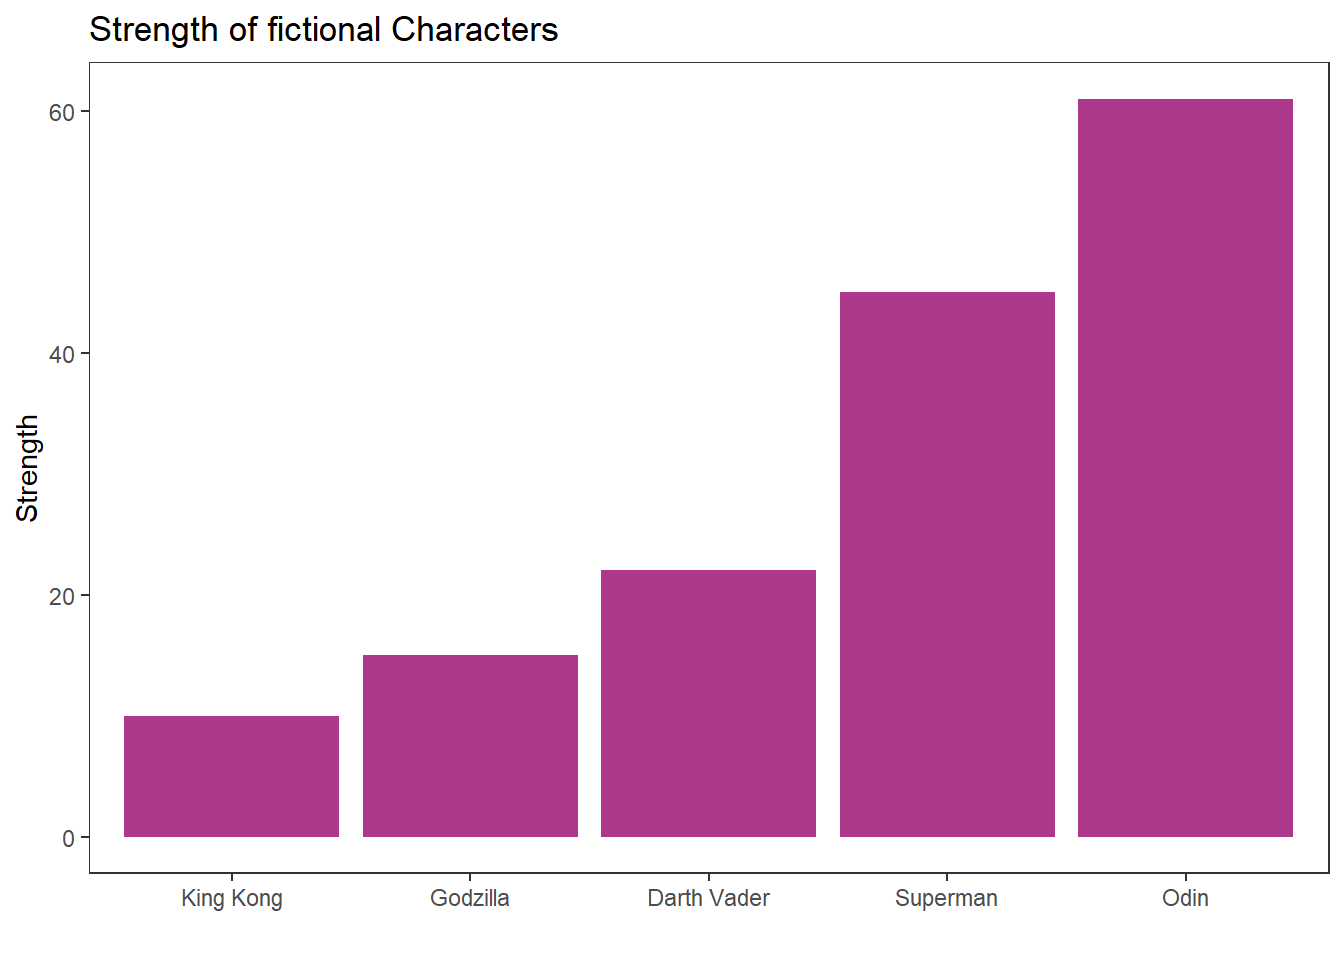 Strength of fictional Characters
60
40
20
0
Strength
King Kong Godzilla Darth Vader Superman Odin